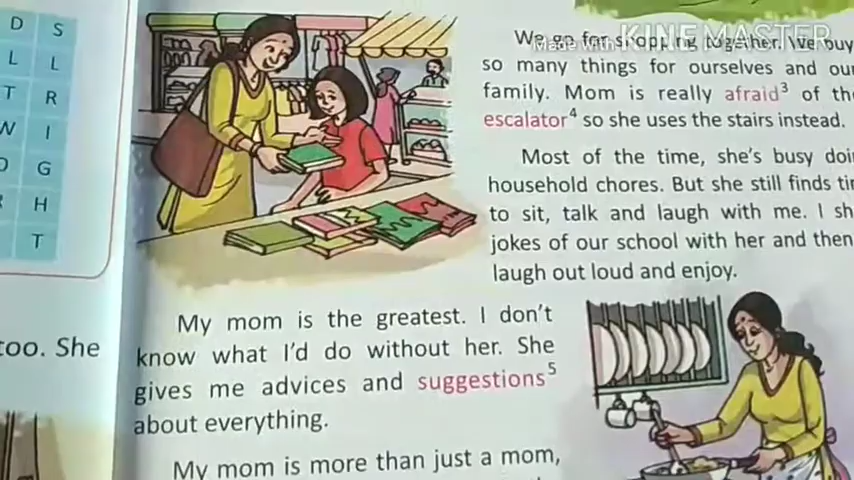 D S
L L
T R
W I
G
H
T
too. She
My mom is the greatest. I don't
know what I'd do without her. She
gives me advices and suggestions⁵
about everything.
My mom is more than just a mom,
Made with KINEMASTER
We go for shopping together. We buy
so many things for ourselves and our
family. Mom is really afraid³ of the
escalator⁴ so she uses the stairs instead.
Most of the time, she's busy doi
household chores. But she still finds ti
to sit, talk and laugh with me. I sh
jokes of our school with her and then
laugh out loud and enjoy.